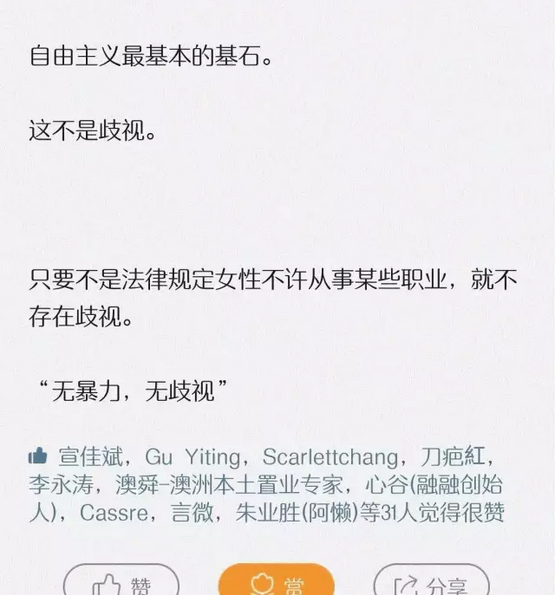 自由主义最基本的基石。
这不是歧视。
只要不是法律规定女性不许从事某些职业，就不
存在歧视。
“无暴力，无歧视”
宣佳斌，Gu Yiting，Scarlettchang，刀疤紅，
李永涛，澳舜-澳洲本土置业专家，心谷(融融创始
人)，Cassre，言微，朱业胜(阿懒)等31人觉得很赞
赞 赏 分享